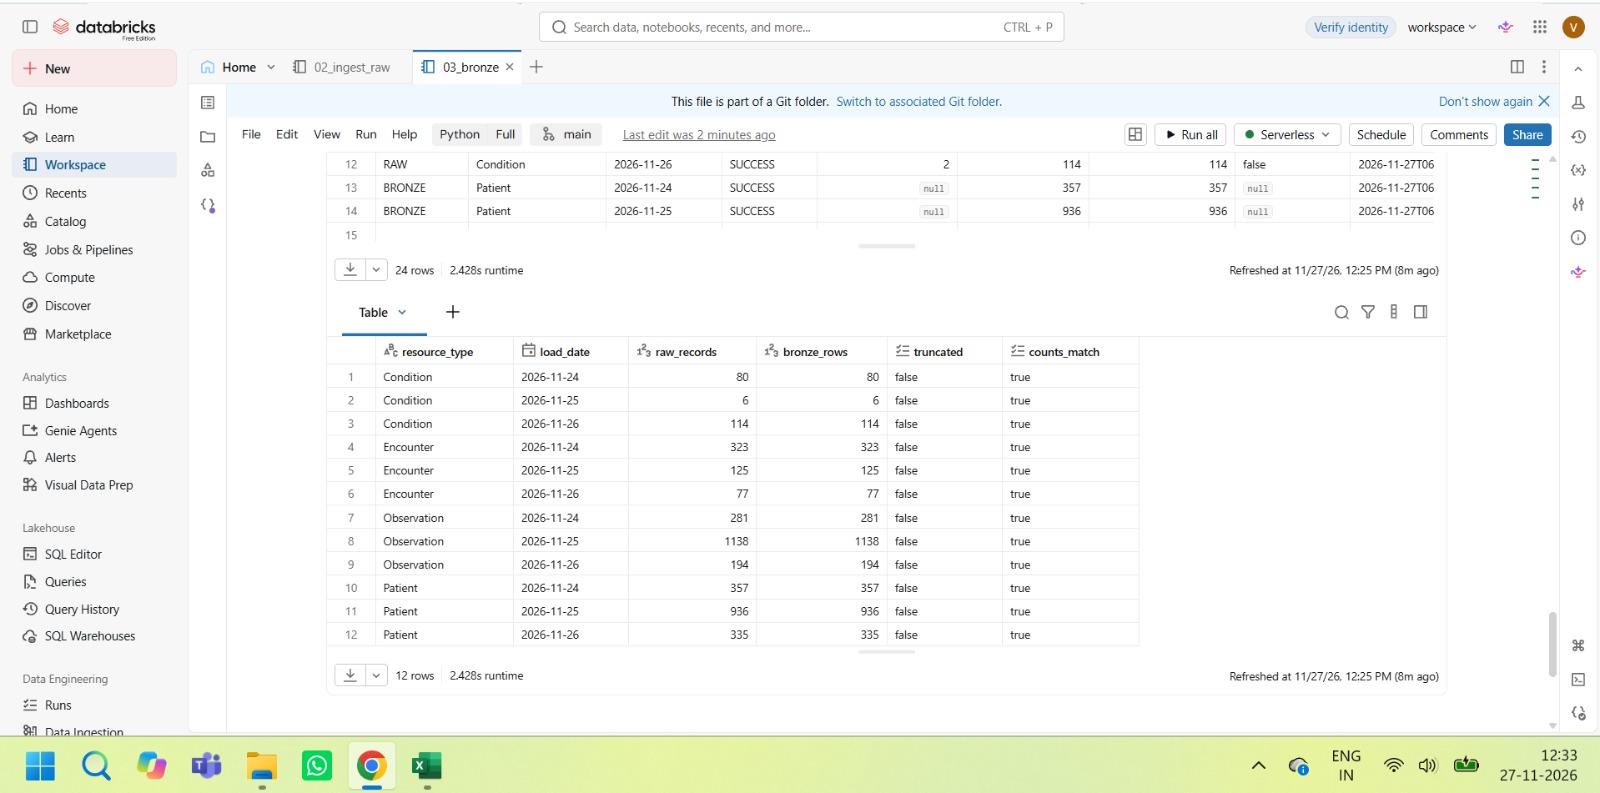 databricks
Free Edition
Search data, notebooks, recents, and more...
CTRL + P
Verify identity
workspace
V
New
Home
Learn
Workspace
Recents
Catalog
Jobs & Pipelines
Compute
Discover
Marketplace
Analytics
Dashboards
Genie Agents
Alerts
Visual Data Prep
Lakehouse
SQL Editor
Queries
Query History
SQL Warehouses
Data Engineering
Runs
Data Ingestion
Home
02_ingest_raw
03_bronze
This file is part of a Git folder. Switch to associated Git folder.
Don't show again
File Edit View Run Help Python Full main Last edit was 2 minutes ago
Run all Serverless Schedule Comments Share
12 RAW Condition 2026-11-26 SUCCESS 2 114 114 false 2026-11-27T06
13 BRONZE Patient 2026-11-24 SUCCESS null 357 357 null 2026-11-27T06
14 BRONZE Patient 2026-11-25 SUCCESS null 936 936 null 2026-11-27T06
15
24 rows 2.428s runtime
Refreshed at 11/27/26, 12:25 PM (8m ago)
Table
resource_type load_date raw_records bronze_rows truncated counts_match
1 Condition 2026-11-24 80 80 false true
2 Condition 2026-11-25 6 6 false true
3 Condition 2026-11-26 114 114 false true
4 Encounter 2026-11-24 323 323 false true
5 Encounter 2026-11-25 125 125 false true
6 Encounter 2026-11-26 77 77 false true
7 Observation 2026-11-24 281 281 false true
8 Observation 2026-11-25 1138 1138 false true
9 Observation 2026-11-26 194 194 false true
10 Patient 2026-11-24 357 357 false true
11 Patient 2026-11-25 936 936 false true
12 Patient 2026-11-26 335 335 false true
12 rows 2.428s runtime
Refreshed at 11/27/26, 12:25 PM (8m ago)
ENG
IN
12:33
27-11-2026